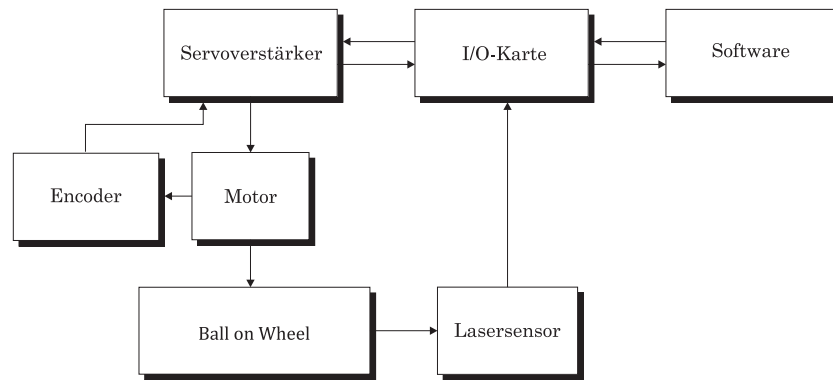 Servoverstärker
I/O-Karte
Software
Encoder
Motor
Ball on Wheel
Lasersensor